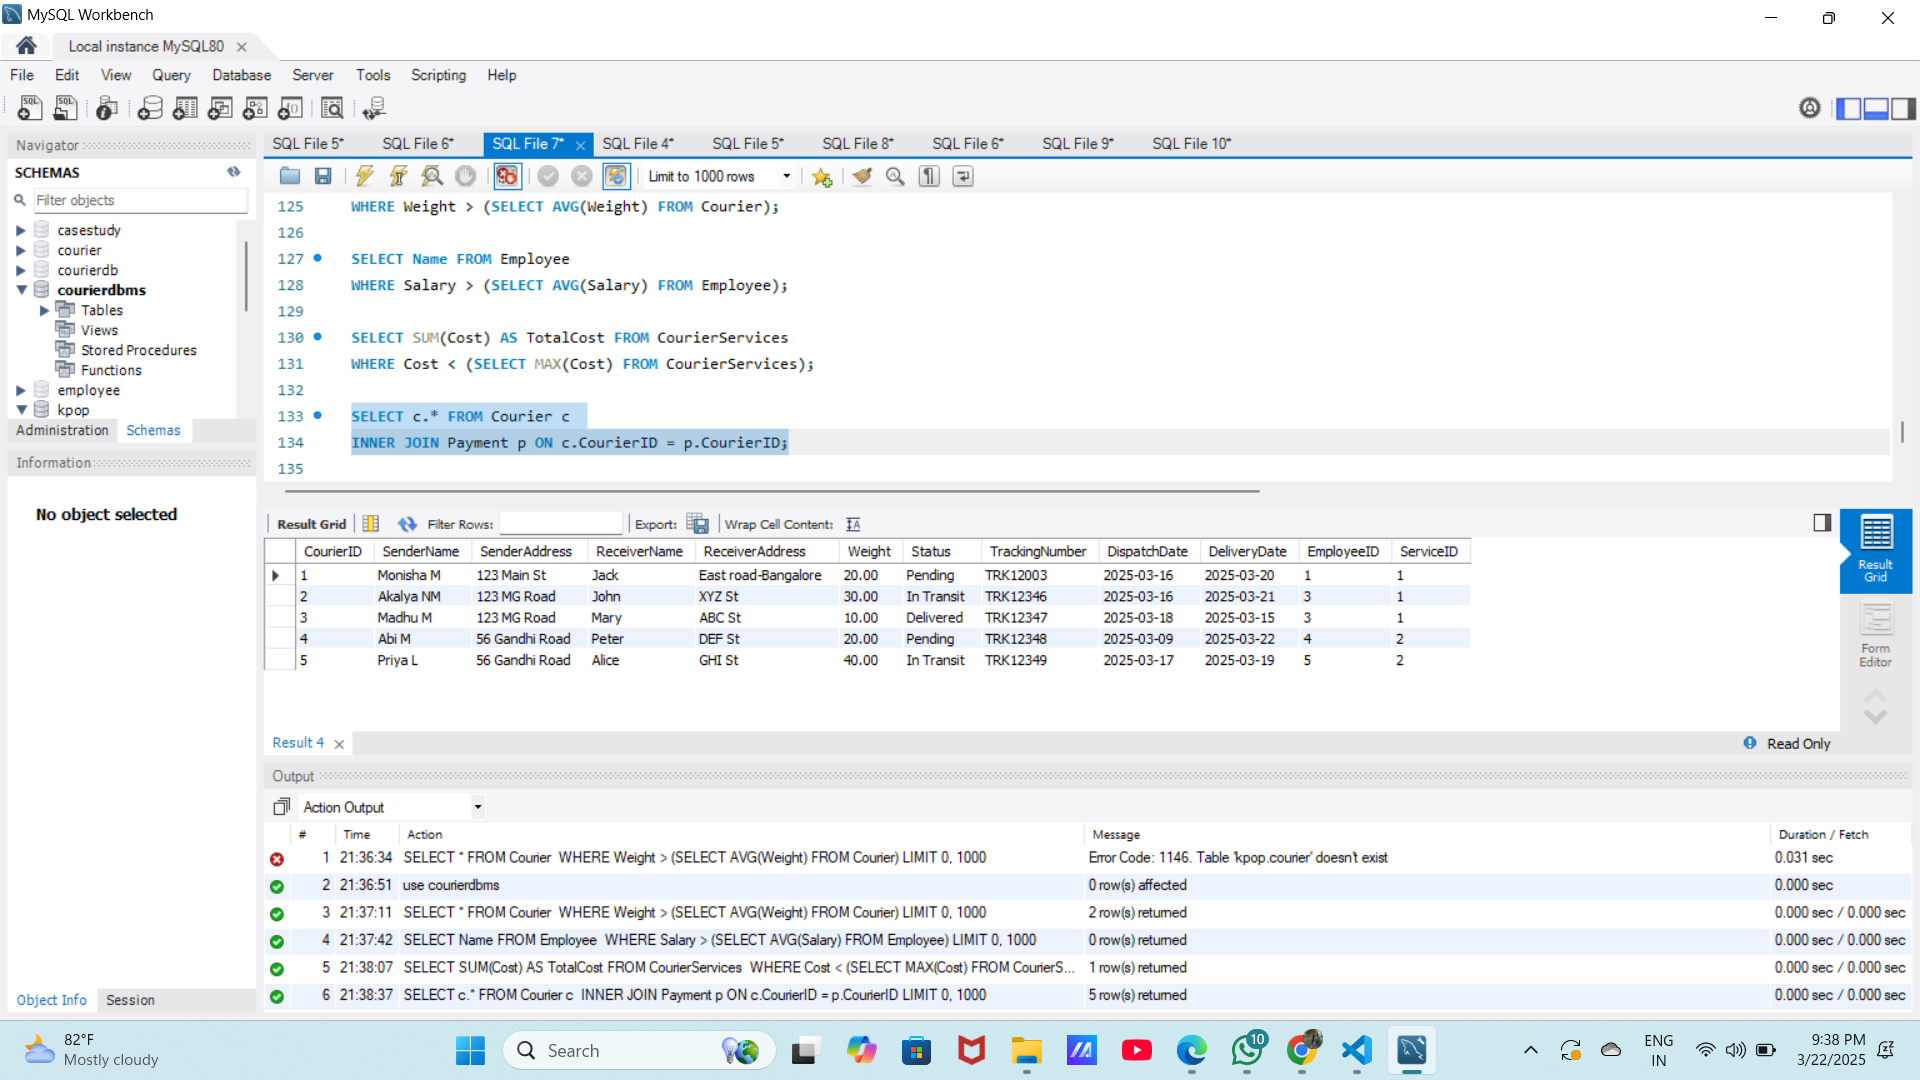 MySQL Workbench
Local instance MySQL80
File Edit View Query Database Server Tools Scripting Help
Navigator
SCHEMAS
Filter objects
casestudy
courier
courierdb
courierdbms
Tables
Views
Stored Procedures
Functions
employee
kpop
Administration Schemas
Information
No object selected
Object Info Session
SQL File 5* SQL File 6* SQL File 7* SQL File 4* SQL File 5* SQL File 8* SQL File 6* SQL File 9* SQL File 10*
Limit to 1000 rows
125 WHERE Weight > (SELECT AVG(Weight) FROM Courier);
126
127 SELECT Name FROM Employee
128 WHERE Salary > (SELECT AVG(Salary) FROM Employee);
129
130 SELECT SUM(Cost) AS TotalCost FROM CourierServices
131 WHERE Cost < (SELECT MAX(Cost) FROM CourierServices);
132
133 SELECT c.* FROM Courier c
134 INNER JOIN Payment p ON c.CourierID = p.CourierID;
135
Result Grid Filter Rows: Export: Wrap Cell Content:
CourierID SenderName SenderAddress ReceiverName ReceiverAddress Weight Status TrackingNumber DispatchDate DeliveryDate EmployeeID ServiceID
1 Monisha M 123 Main St Jack East road-Bangalore 20.00 Pending TRK12003 2025-03-16 2025-03-20 1 1
2 Akalya NM 123 MG Road John XYZ St 30.00 In Transit TRK12346 2025-03-16 2025-03-21 3 1
3 Madhu M 123 MG Road Mary ABC St 10.00 Delivered TRK12347 2025-03-18 2025-03-15 3 1
4 Abi M 56 Gandhi Road Peter DEF St 20.00 Pending TRK12348 2025-03-09 2025-03-22 4 2
5 Priya L 56 Gandhi Road Alice GHI St 40.00 In Transit TRK12349 2025-03-17 2025-03-19 5 2
Result
Grid
Form
Editor
Result 4
Read Only
Output
Action Output
# Time Action Message Duration / Fetch
1 21:36:34 SELECT * FROM Courier WHERE Weight > (SELECT AVG(Weight) FROM Courier) LIMIT 0, 1000 Error Code: 1146. Table 'kpop.courier' doesn't exist 0.031 sec
2 21:36:51 use courierdbms 0 row(s) affected 0.000 sec
3 21:37:11 SELECT * FROM Courier WHERE Weight > (SELECT AVG(Weight) FROM Courier) LIMIT 0, 1000 2 row(s) returned 0.000 sec / 0.000 sec
4 21:37:42 SELECT Name FROM Employee WHERE Salary > (SELECT AVG(Salary) FROM Employee) LIMIT 0, 1000 0 row(s) returned 0.000 sec / 0.000 sec
5 21:38:07 SELECT SUM(Cost) AS TotalCost FROM CourierServices WHERE Cost < (SELECT MAX(Cost) FROM CourierS... 1 row(s) returned 0.000 sec / 0.000 sec
6 21:38:37 SELECT c.* FROM Courier c INNER JOIN Payment p ON c.CourierID = p.CourierID LIMIT 0, 1000 5 row(s) returned 0.000 sec / 0.000 sec
82°F
Mostly cloudy
Search
10
ENG
IN
9:38 PM
3/22/2025